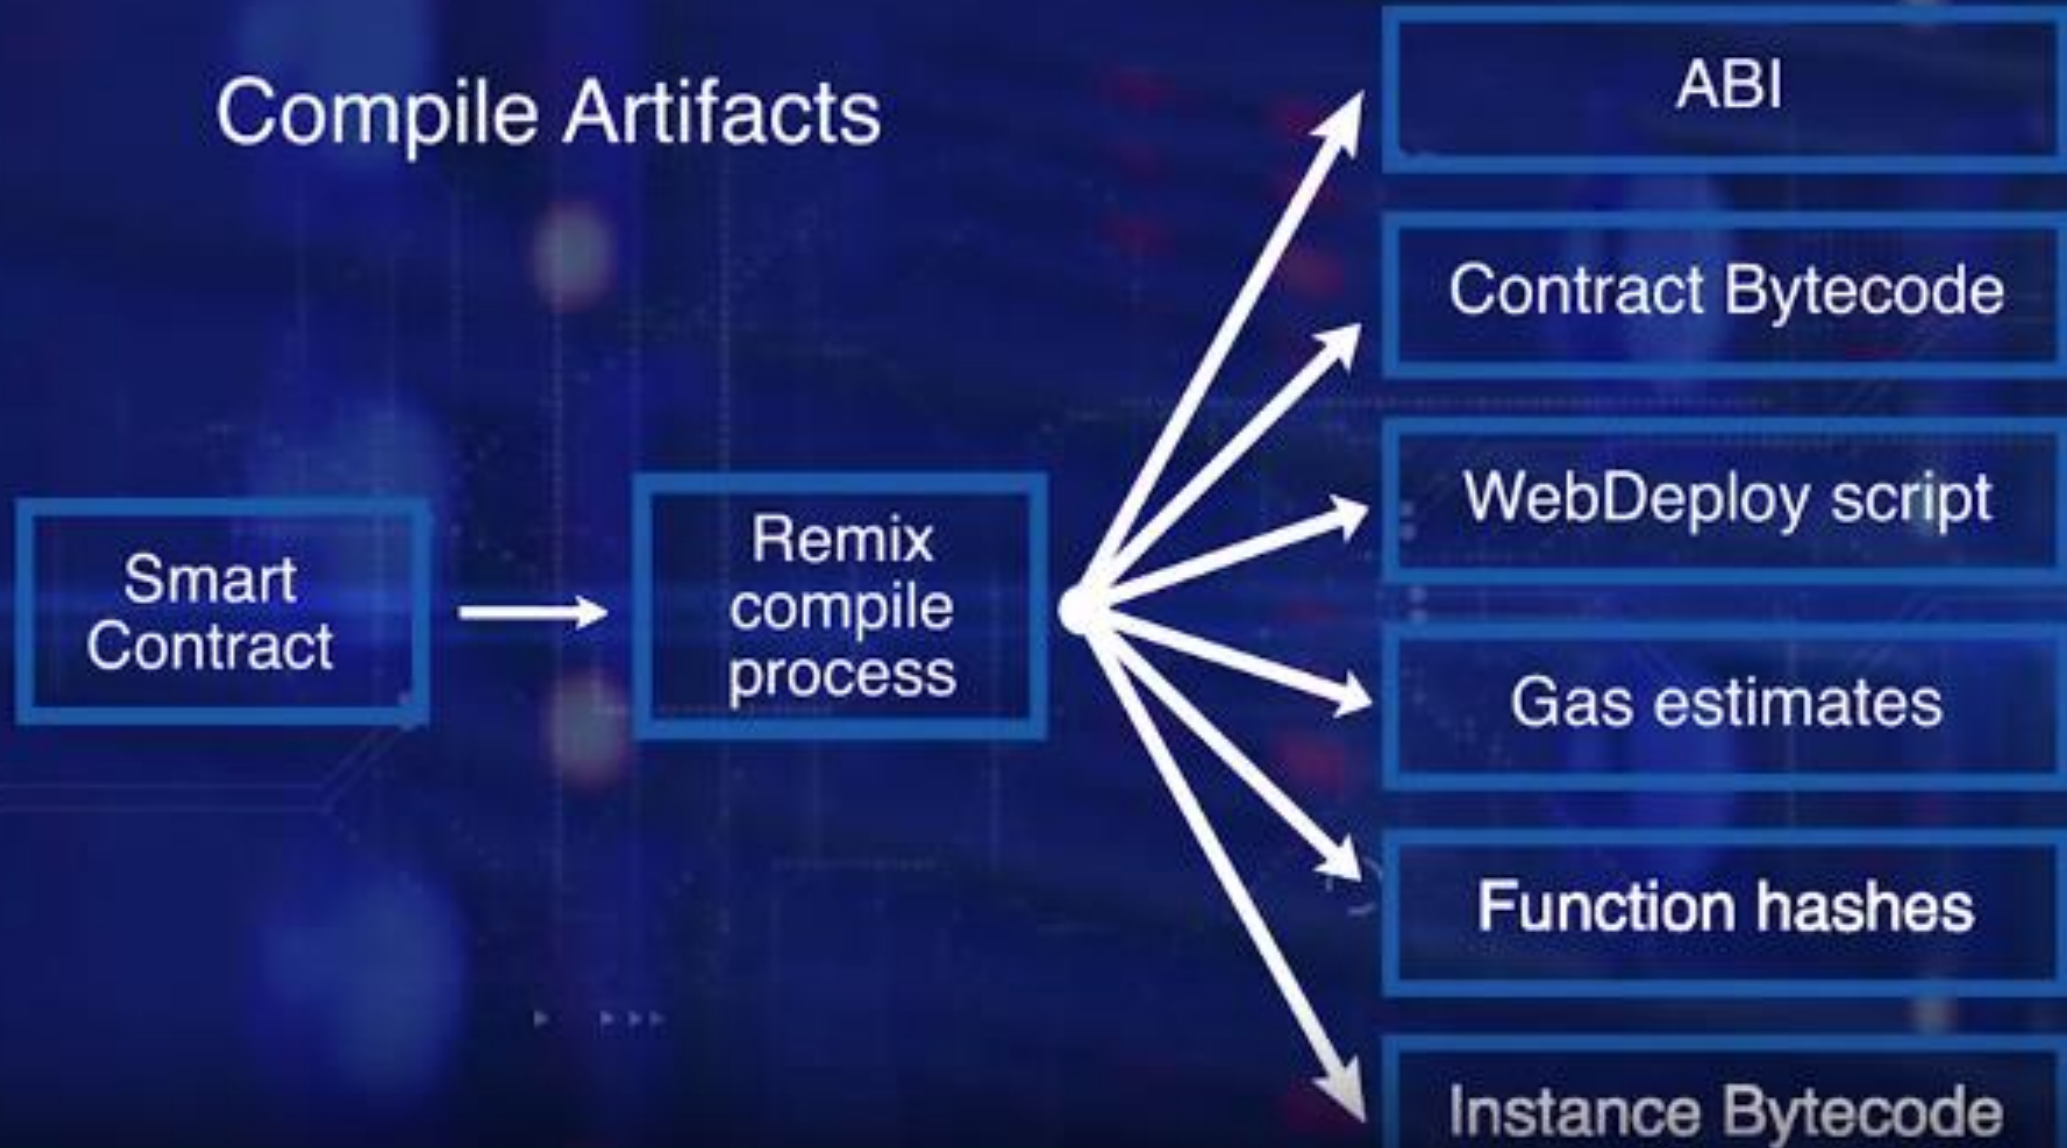 Compile Artifacts
Smart
Contract
Remix
compile
process
ABI
Contract Bytecode
WebDeploy script
Gas estimates
Function hashes
Instance Bytecode